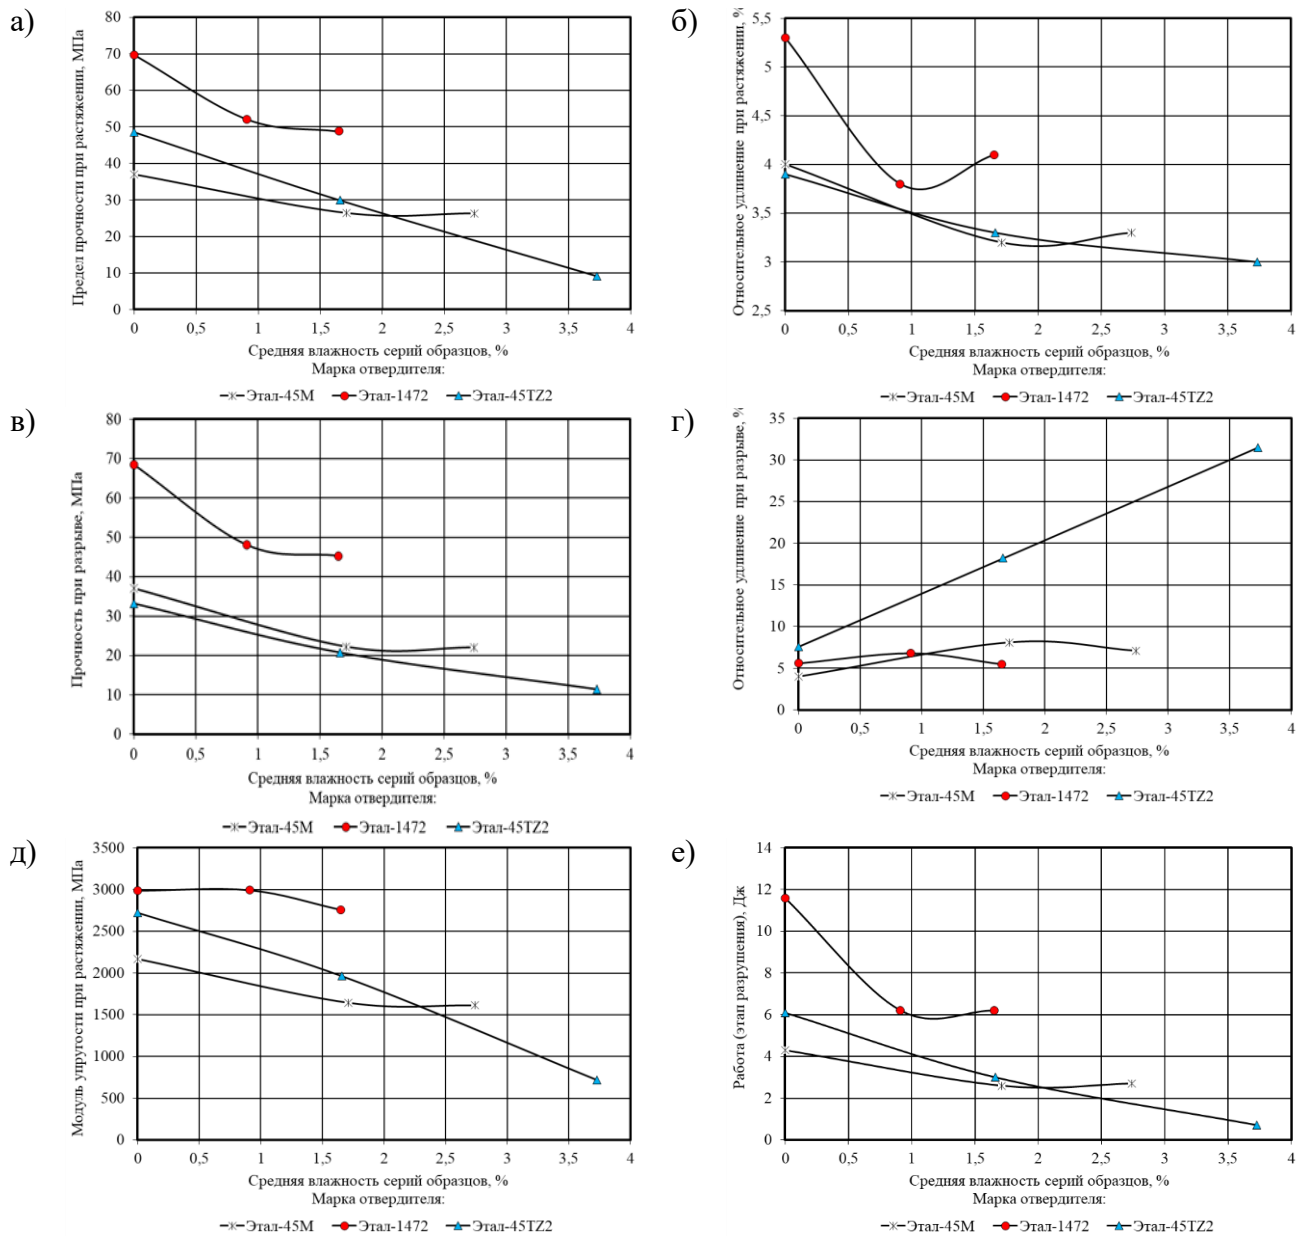 а)
Предел прочности при растяжении, МПа
80
70
60
50
40
30
20
10
0
0 0,5 1 1,5 2 2,5 3 3,5 4
Средняя влажность серий образцов, %
Марка отвердителя:
Этал-45М Этал-1472 Этал-45TZ2
б)
Относительное удлинение при растяжении, %
5,5
5
4,5
4
3,5
3
2,5
0 0,5 1 1,5 2 2,5 3 3,5 4
Средняя влажность серий образцов, %
Марка отвердителя:
Этал-45М Этал-1472 Этал-45TZ2
в)
Прочность при разрыве, МПа
80
70
60
50
40
30
20
10
0
0 0,5 1 1,5 2 2,5 3 3,5 4
Средняя влажность серий образцов, %
Марка отвердителя:
Этал-45М Этал-1472 Этал-45TZ2
г)
Относительное удлинение при разрыве, %
35
30
25
20
15
10
5
0
0 0,5 1 1,5 2 2,5 3 3,5 4
Средняя влажность серий образцов, %
Марка отвердителя:
Этал-45М Этал-1472 Этал-45TZ2
д)
Модуль упругости при растяжении, МПа
3500
3000
2500
2000
1500
1000
500
0
0 0,5 1 1,5 2 2,5 3 3,5 4
Средняя влажность серий образцов, %
Марка отвердителя:
Этал-45М Этал-1472 Этал-45TZ2
е)
Работа (этап разрушения), Дж
14
12
10
8
6
4
2
0
0 0,5 1 1,5 2 2,5 3 3,5 4
Средняя влажность серий образцов, %
Марка отвердителя:
Этал-45М Этал-1472 Этал-45TZ2